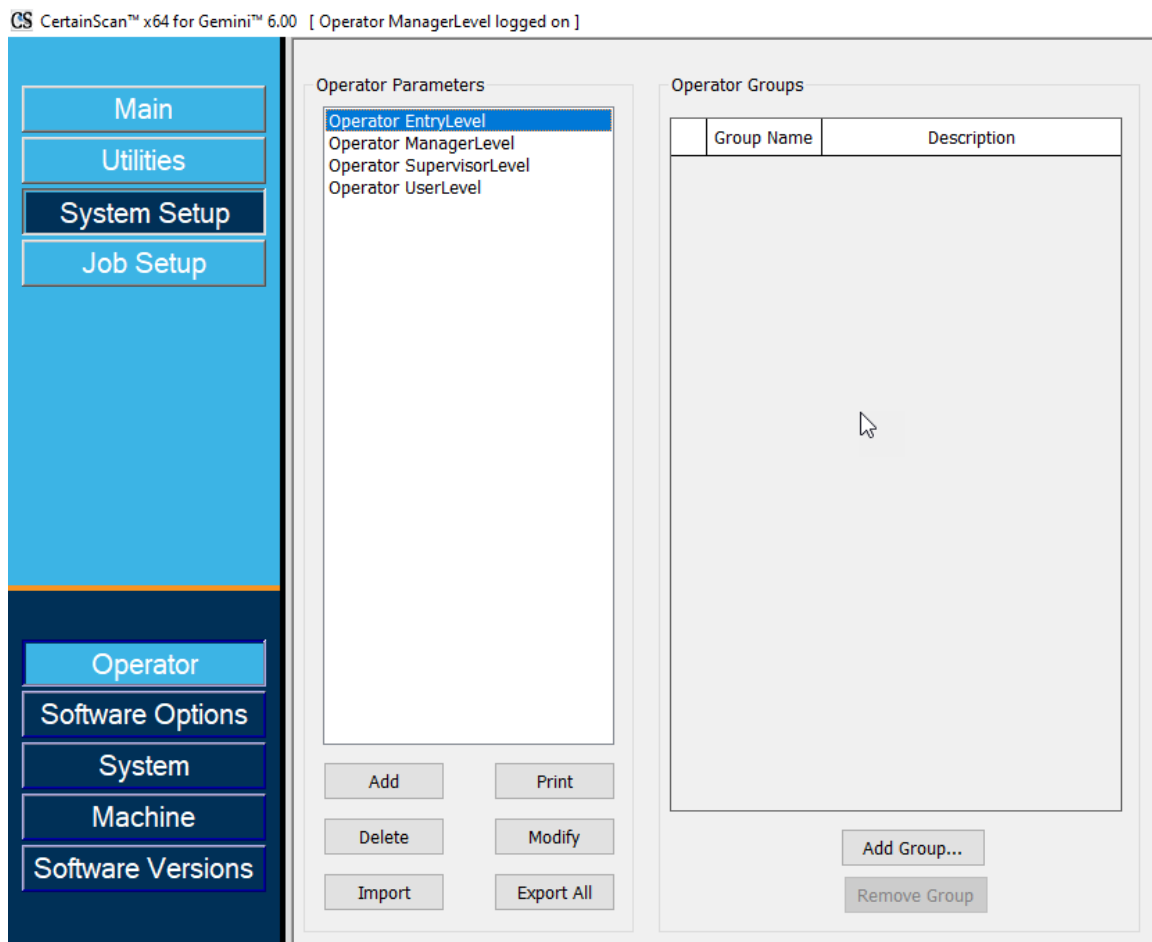 CS CertainScan™ x64 for Gemini™ 6.00 [ Operator ManagerLevel logged on ]
Main
Utilities
System Setup
Job Setup
Operator
Software Options
System
Machine
Software Versions
Operator Parameters
Operator EntryLevel
Operator ManagerLevel
Operator SupervisorLevel
Operator UserLevel
Add Print
Delete Modify
Import Export All
Operator Groups
Group Name Description
Add Group...
Remove Group